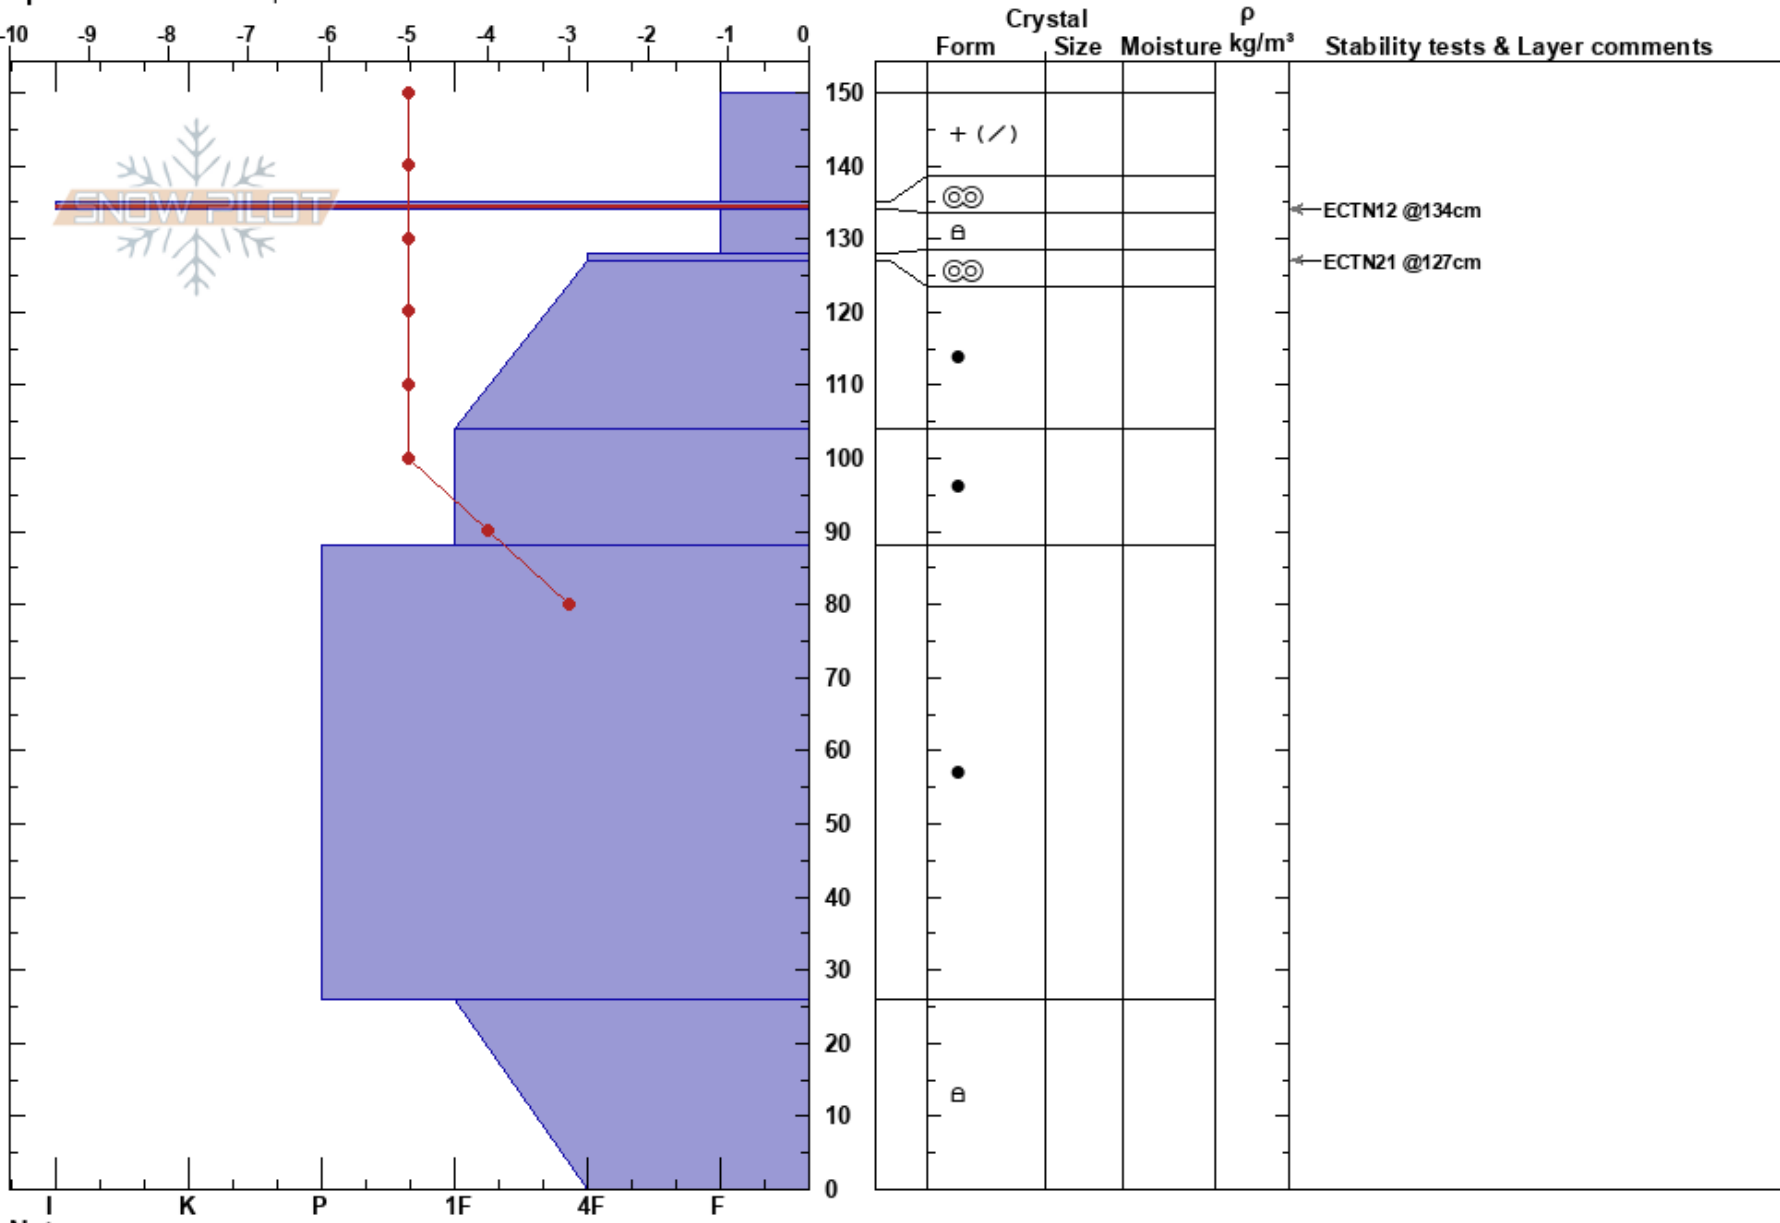 -10 -9 -8 -7 -6 -5 -4 -3 -2 -1 0
Crystal ρ
Form Size Moisture kg/m³ Stability tests & Layer comments
150
+ (/)
140
SNOW PILOT
ECTN12 @134cm
130
ECTN21 @127cm
120
110
100
90
80
70
60
50
40
30
20
10
0
I K P 1F 4F F